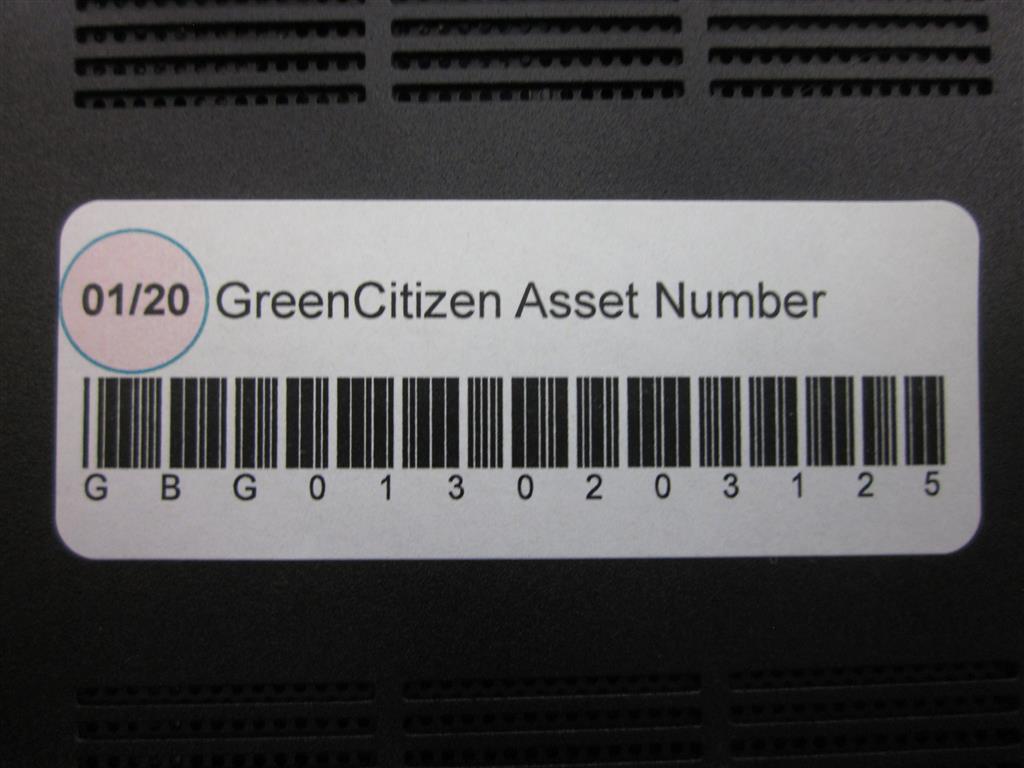 01/20 GreenCitizen Asset Number
G B G 0 1 3 0 2 0 3 1 2 5